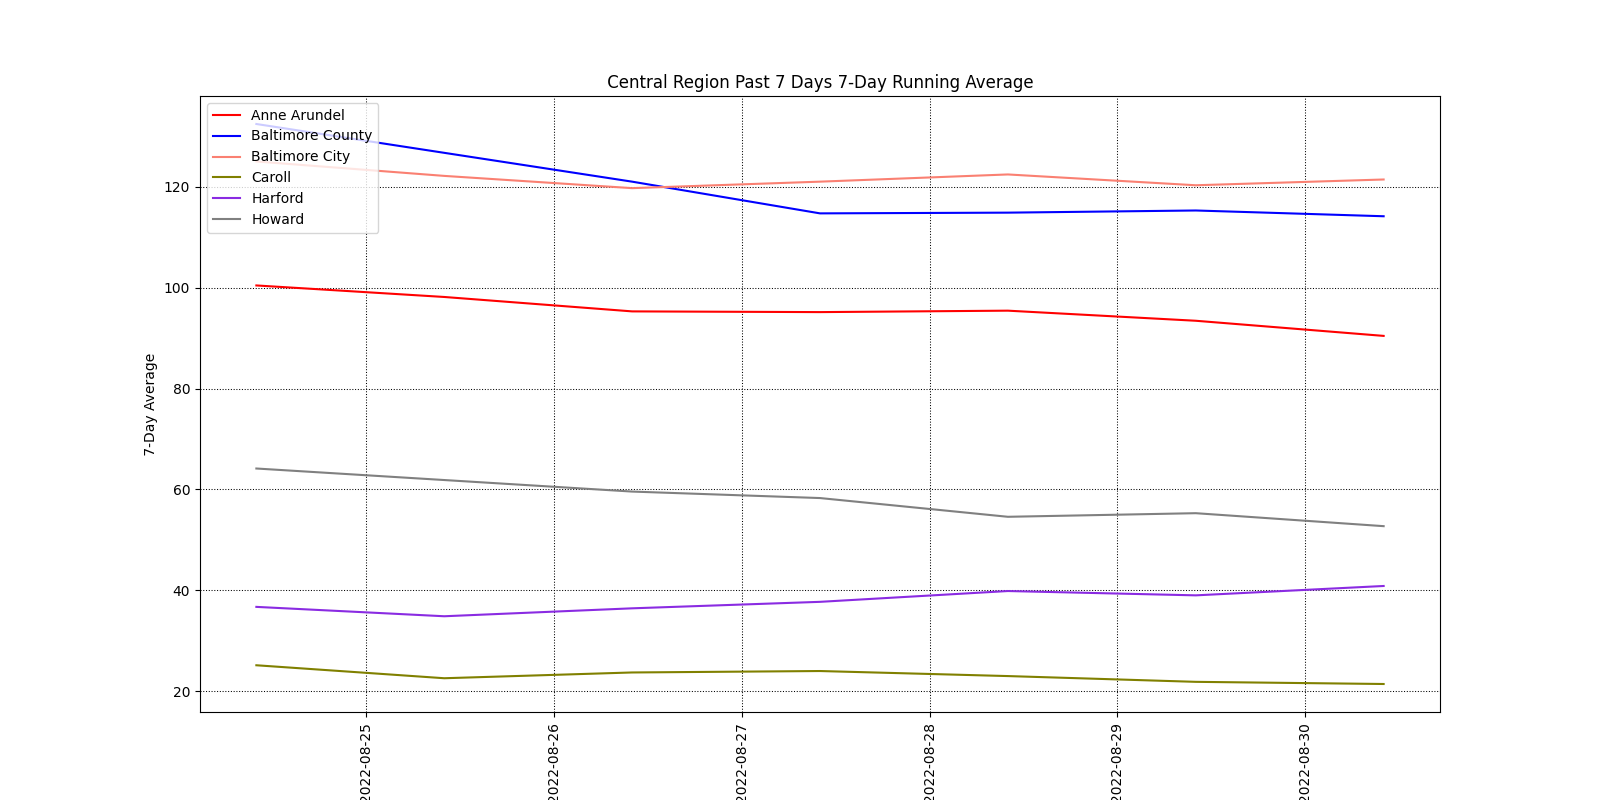 Central Region Past 7 Days 7-Day Running Average
Anne Arundel
Baltimore County
Baltimore City
Caroll
Harford
Howard
7-Day Average
120
100
80
60
40
20
2022-08-25
2022-08-26
2022-08-27
2022-08-28
2022-08-29
2022-08-30